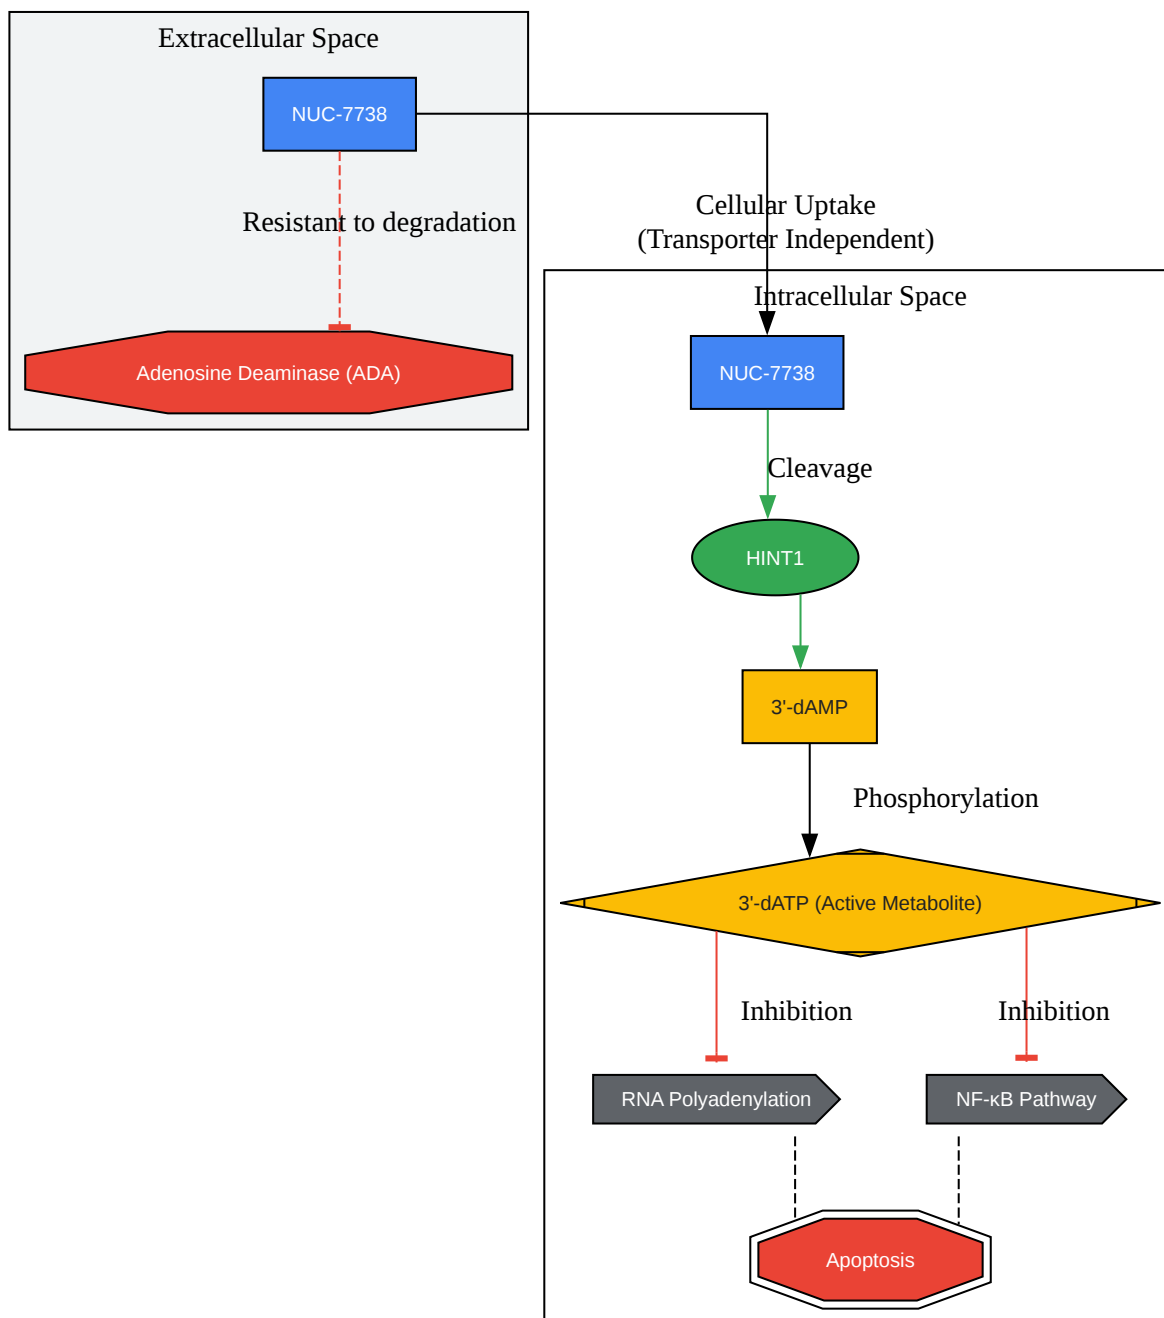 Extracellular Space
NUC-7738
Resistant to degradation
Adenosine Deaminase (ADA)
Cellular Uptake
(Transporter Independent)
Intracellular Space
NUC-7738
Cleavage
HINT1
3'-dAMP
Phosphorylation
3'-dATP (Active Metabolite)
Inhibition
Inhibition
RNA Polyadenylation
NF-κB Pathway
Apoptosis